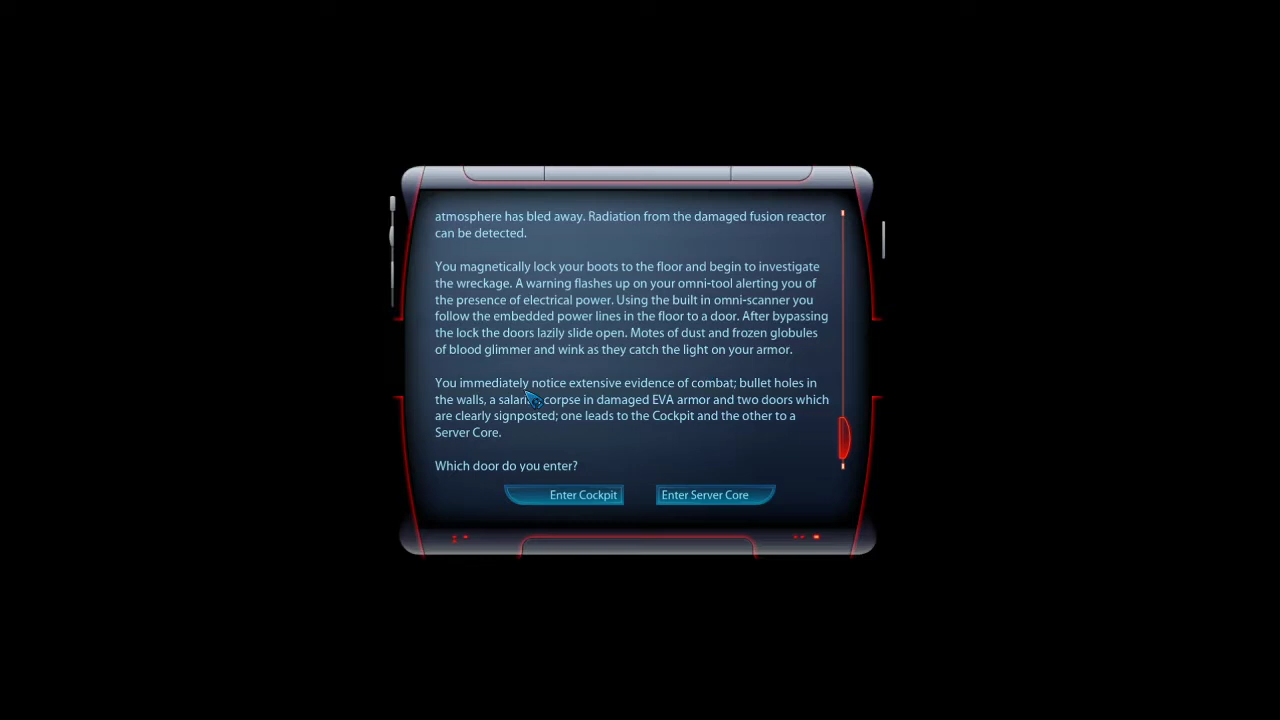 atmosphere has bled away. Radiation from the damaged fusion reactor
can be detected.
You magnetically lock your boots to the floor and begin to investigate
the wreckage. A warning flashes up on your omni-tool alerting you of
the presence of electrical power. Using the built in omni-scanner you
follow the embedded power lines in the floor to a door. After bypassing
the lock the doors lazily slide open. Motes of dust and frozen globules
of blood glimmer and wink as they catch the light on your armor.
You immediately notice extensive evidence of combat; bullet holes in
the walls, a salarian corpse in damaged EVA armor and two doors which
are clearly signposted; one leads to the Cockpit and the other to a
Server Core.
Which door do you enter?
Enter Cockpit
Enter Server Core